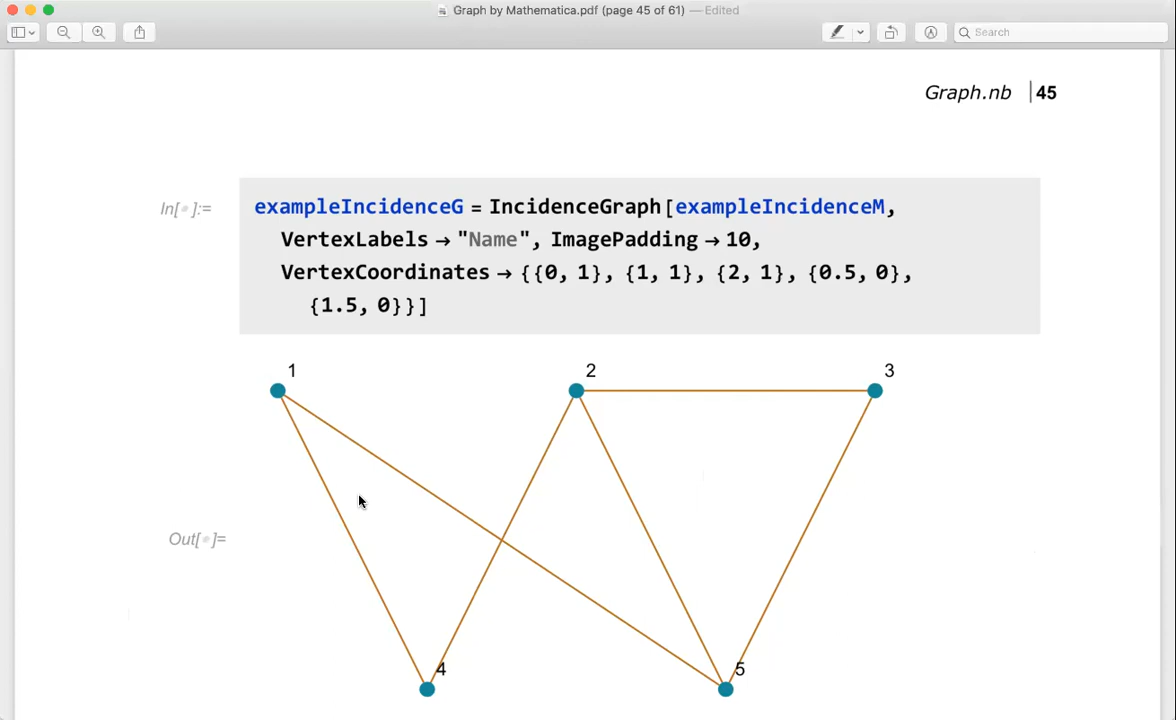 Graph by Mathematica.pdf (page 45 of 61) — Edited
Search
Graph.nb | 45
In[ ]:=
exampleIncidenceG = IncidenceGraph[exampleIncidenceM,
VertexLabels → "Name", ImagePadding → 10,
VertexCoordinates → {{0, 1}, {1, 1}, {2, 1}, {0.5, 0},
{1.5, 0}}]
1 2 3
Out[ ]=
4 5